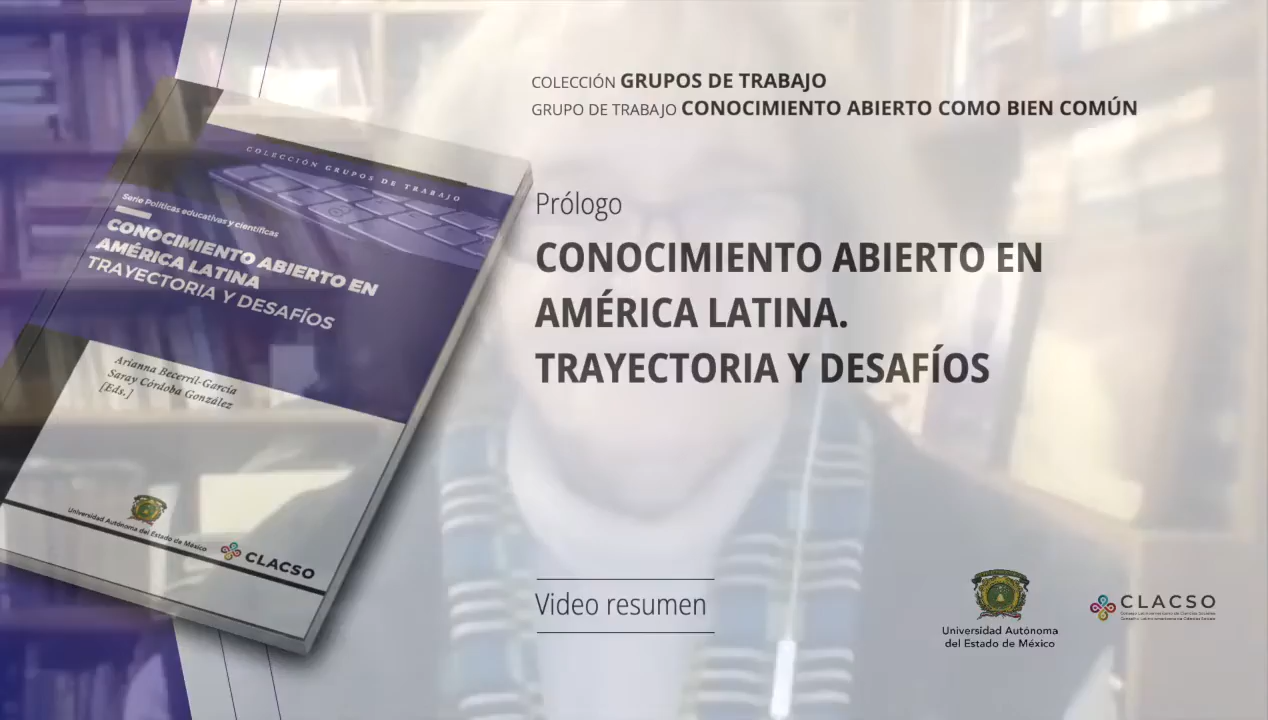 COLECCIÓN GRUPOS DE TRABAJO
GRUPO DE TRABAJO CONOCIMIENTO ABIERTO COMO BIEN COMÚN
Prólogo
CONOCIMIENTO ABIERTO EN
AMÉRICA LATINA.
TRAYECTORIA Y DESAFÍOS
Video resumen
Universidad Autónoma
del Estado de México
CLACSO
COLECCIÓN GRUPOS DE TRABAJO
Serie Políticas educativas y científicas
CONOCIMIENTO ABIERTO EN
AMÉRICA LATINA
TRAYECTORIA Y DESAFÍOS
Arianna Becerril-García
Saray Córdoba González
[Eds.]
Universidad Autónoma del Estado de México
CLACSO